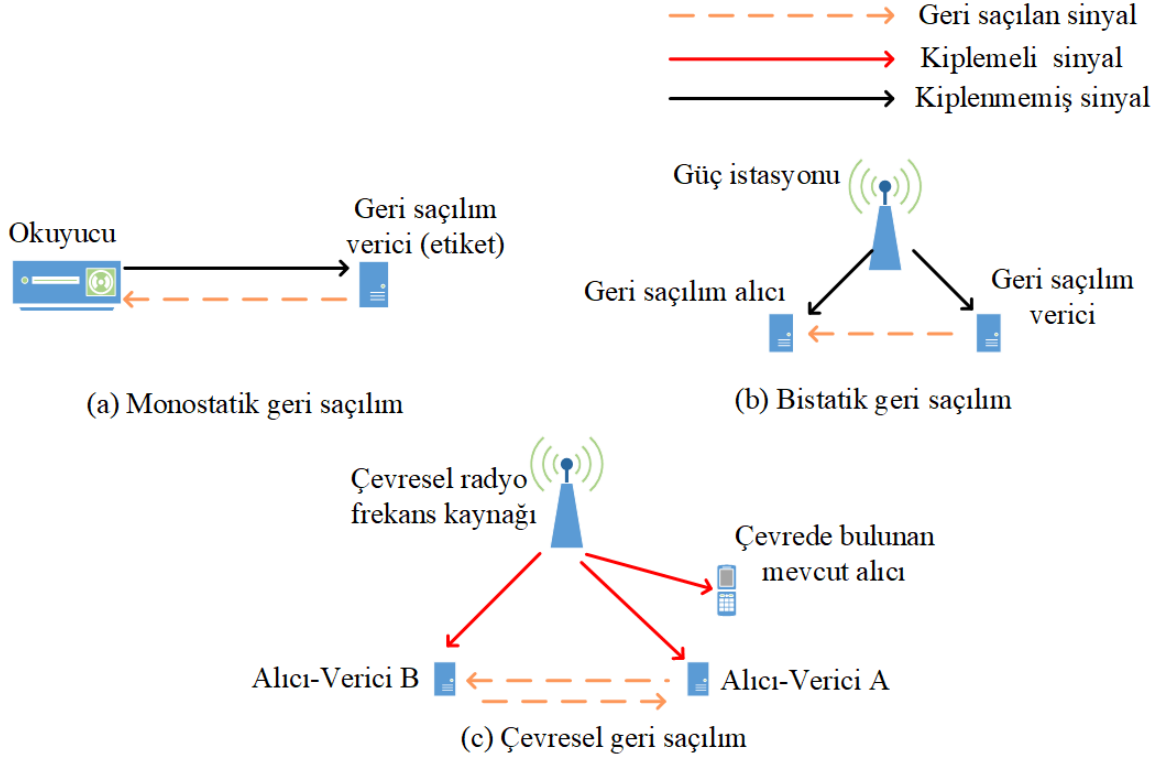 Geri saçılan sinyal
Kiplemeli sinyal
Kiplenmemiş sinyal
Güç istasyonu
Geri saçılım
verici (etiket)
Okuyucu
Geri saçılım alıcı
Geri saçılım
verici
(a) Monostatik geri saçılım
(b) Bistatik geri saçılım
Çevresel radyo
frekans kaynağı
Çevrede bulunan
mevcut alıcı
Alıcı-Verici B
Alıcı-Verici A
(c) Çevresel geri saçılım